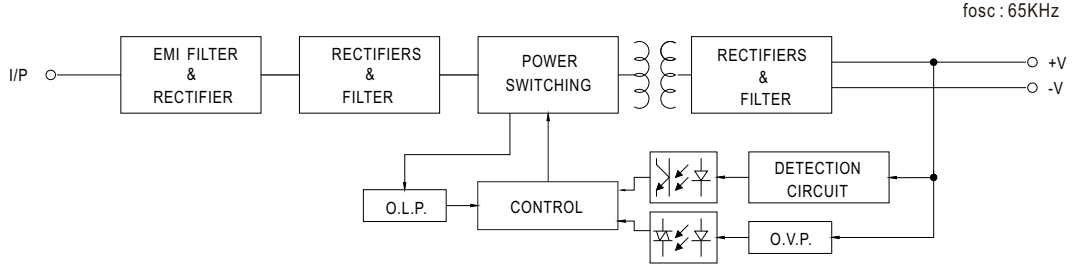 fosc : 65KHz
I/P
EMI FILTER
&
RECTIFIER
RECTIFIERS
&
FILTER
POWER
SWITCHING
RECTIFIERS
&
FILTER
+V
-V
O.L.P.
CONTROL
DETECTION
CIRCUIT
O.V.P.